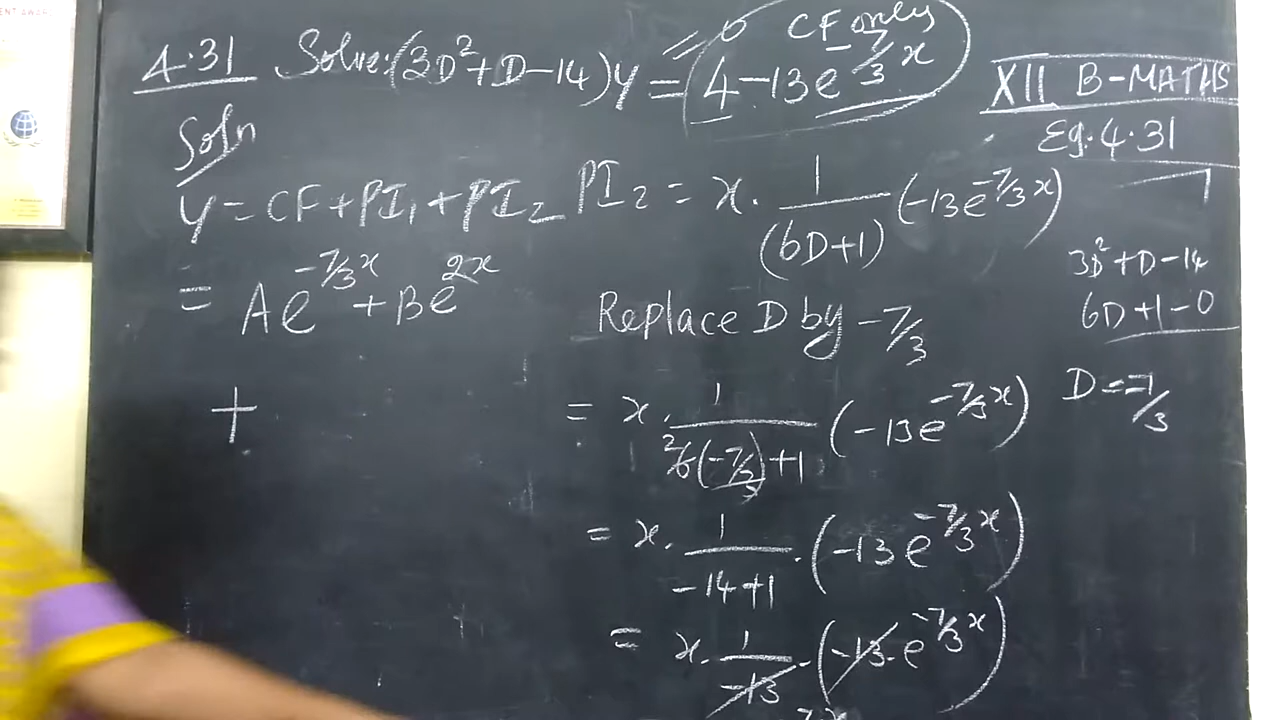 ENT AWARD
= 0 CF only
4.31 Solve: (3D²+D-14)y = 4-13e^-7/3 x
XII B-MATHS
Eg. 4.31
Soln
y = CF + PI₁ + PI₂
= Ae^-7/3 x + Be^2x
+
PI₂ = x. 1/(6D+1) (-13e^-7/3 x)
Replace D by -7/3
= x. 1/6(-7/3)+1 (-13e^-7/3 x)
= x. 1/-14+1 . (-13e^-7/3 x)
= x. 1/-13 . (-13.e^-7/3 x)
3D²+D-14
6D+1-0
D = -7/3